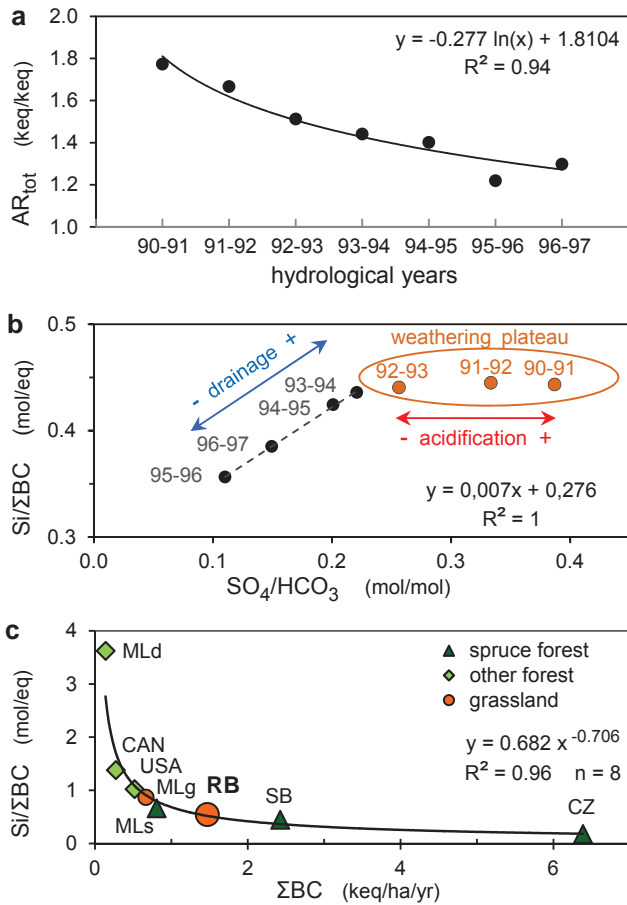 a
y = -0.277 ln(x) + 1.8104
R² = 0.94
ARtot (keq/keq)
2.0
1.8
1.6
1.4
1.2
1.0
90-91 91-92 92-93 93-94 94-95 95-96 96-97
hydrological years
b
- drainage +
weathering plateau
92-93 91-92 90-91
93-94
94-95
96-97
95-96
- acidification +
y = 0,007x + 0,276
R² = 1
Si/ΣBC (mol/eq)
0.5
0.4
0.3
0.0 0.1 0.2 0.3 0.4
SO₄/HCO₃ (mol/mol)
c
MLd
CAN
USA
MLg
MLs
RB
SB
CZ
spruce forest
other forest
grassland
y = 0.682 x⁻⁰·⁷⁰⁶
R² = 0.96 n = 8
Si/ΣBC (mol/eq)
4
3
2
1
0
0 2 4 6
ΣBC (keq/ha/yr)